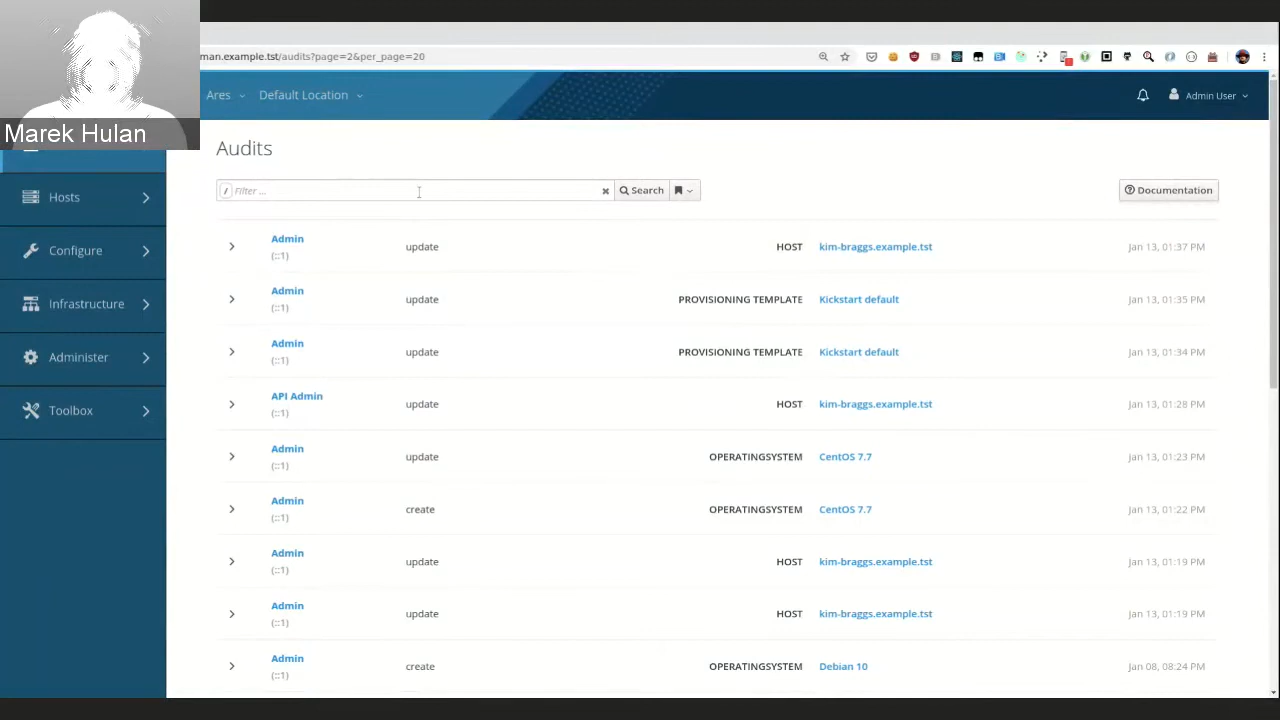 Marek Hulan
man.example.tst/audits?page=2&per_page=20
Ares Default Location Admin User
Audits
/ Filter ... Search Documentation
Hosts
Configure
Infrastructure
Administer
Toolbox
Admin update HOST kim-braggs.example.tst Jan 13, 01:37 PM
(::1)
Admin update PROVISIONING TEMPLATE Kickstart default Jan 13, 01:35 PM
(::1)
Admin update PROVISIONING TEMPLATE Kickstart default Jan 13, 01:34 PM
(::1)
API Admin update HOST kim-braggs.example.tst Jan 13, 01:28 PM
(::1)
Admin update OPERATINGSYSTEM CentOS 7.7 Jan 13, 01:23 PM
(::1)
Admin create OPERATINGSYSTEM CentOS 7.7 Jan 13, 01:22 PM
(::1)
Admin update HOST kim-braggs.example.tst Jan 13, 01:19 PM
(::1)
Admin update HOST kim-braggs.example.tst Jan 13, 01:19 PM
(::1)
Admin create OPERATINGSYSTEM Debian 10 Jan 08, 08:24 PM
(::1)